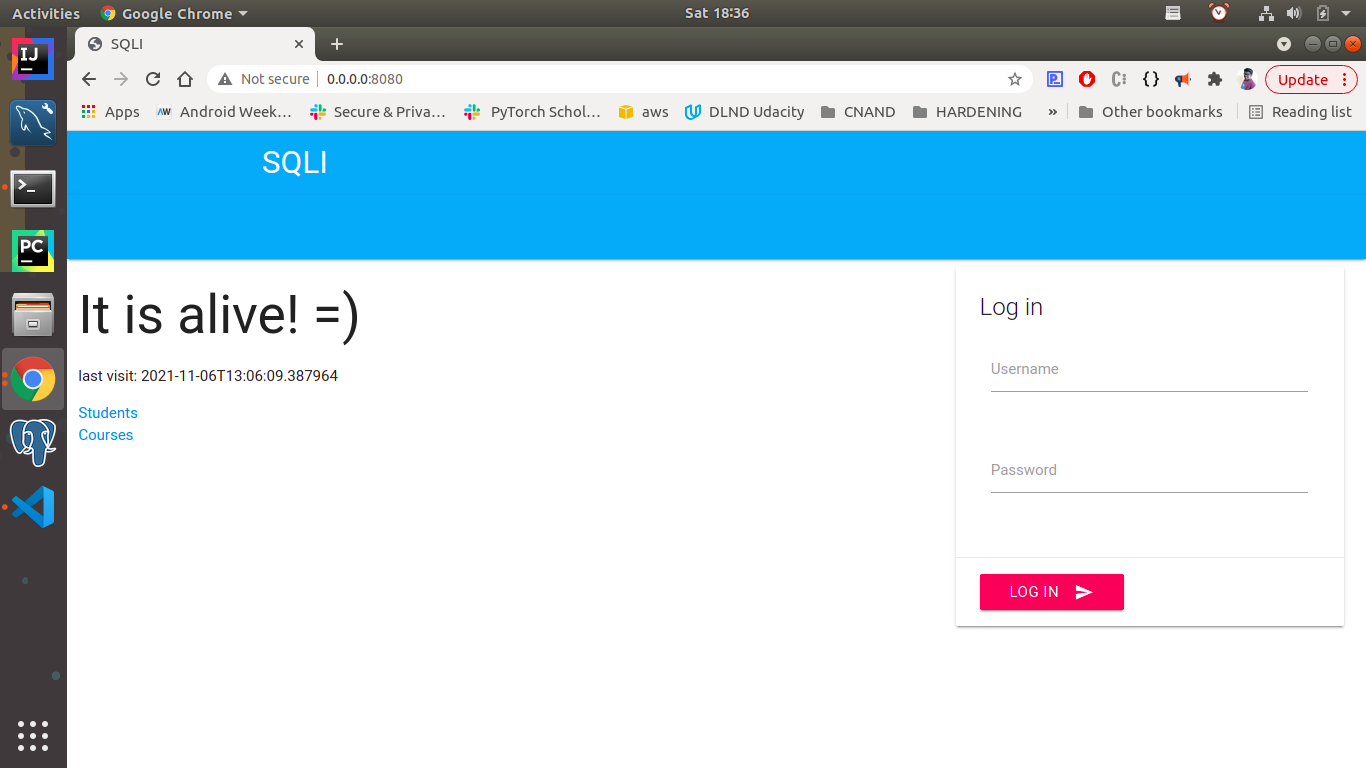 Activities Google Chrome Sat 18:36
SQLI
Not secure 0.0.0.0:8080 Update
Apps AW Android Week… Secure & Priva… PyTorch Schol… aws DLND Udacity CNAND HARDENING » Other bookmarks Reading list
SQLI
It is alive! =)
last visit: 2021-11-06T13:06:09.387964
Students
Courses
Log in
Username
Password
LOG IN
IJ
PC